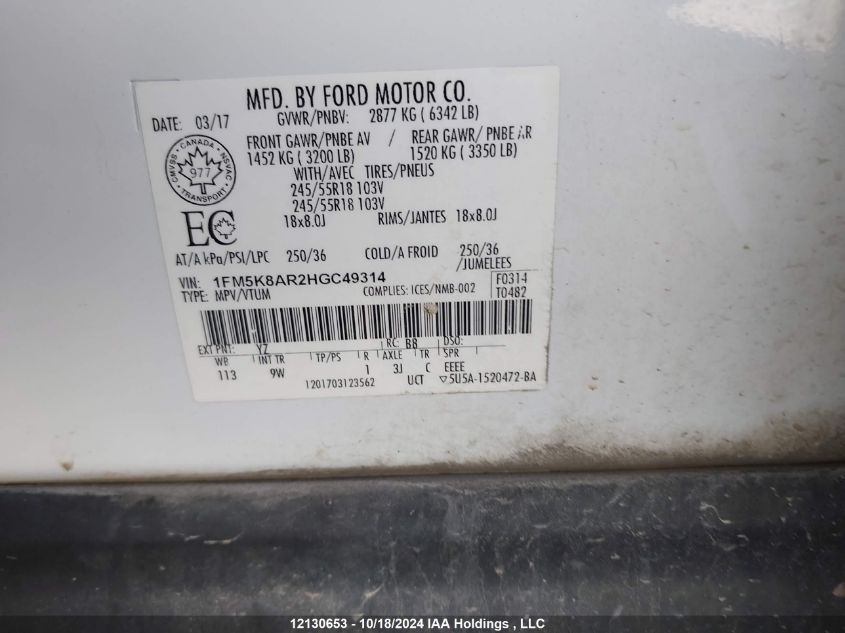 MFD. BY FORD MOTOR CO.
DATE: 03/17 GVWR/PNBV: 2877 KG ( 6342 LB)
FRONT GAWR/PNBE AV / REAR GAWR/ PNBE AR
1452 KG ( 3200 LB) 1520 KG ( 3350 LB)
WITH/AVEC TIRES/PNEUS
245/55R18 103V
245/55R18 103V
18x8.0J RIMS/JANTES 18x8.0J
CMVSS · CANADA · NSVAC
977
TRANSPORT
EC
AT/A kPa/PSI/LPC 250/36 COLD/A FROID 250/36
/JUMELEES
VIN: 1FM5K8AR2HGC49314 F0314
TYPE: MPV/VTUM COMPLIES: ICES/NMB-002 T0482
EXT PNT: YZ RC: B8 DSO:
WB INT TR TP/PS R AXLE TR SPR
113 9W 1 3J C EEEE
1201703123562 UCT ▽5U5A-1520472-BA
12130653 - 10/18/2024 IAA Holdings , LLC